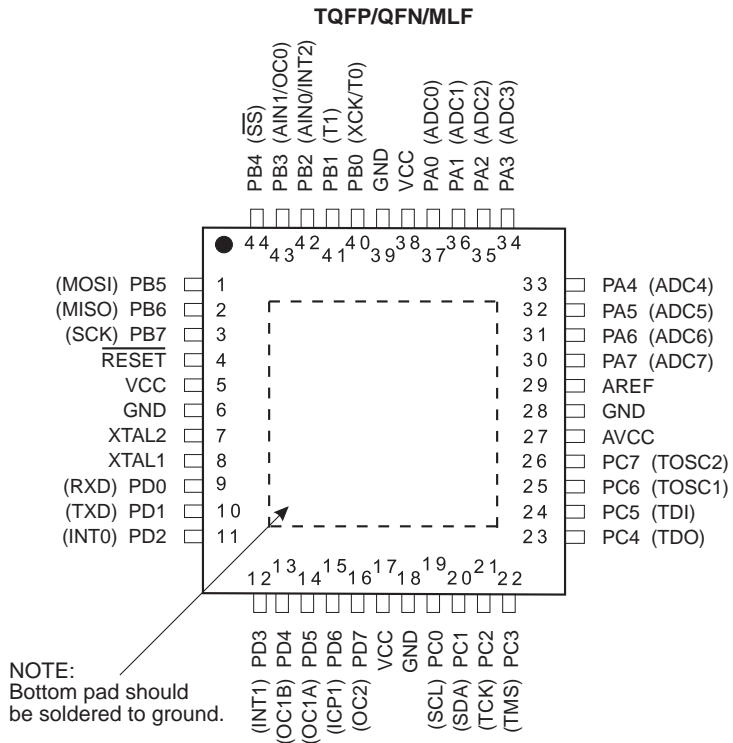 TQFP/QFN/MLF
PB4 (SS)
PB3 (AIN1/OC0)
PB2 (AIN0/INT2)
PB1 (T1)
PB0 (XCK/T0)
GND
VCC
PA0 (ADC0)
PA1 (ADC1)
PA2 (ADC2)
PA3 (ADC3)
44 43 42 41 40 39 38 37 36 35 34
(MOSI) PB5 1
(MISO) PB6 2
(SCK) PB7 3
RESET 4
VCC 5
GND 6
XTAL2 7
XTAL1 8
(RXD) PD0 9
(TXD) PD1 10
(INT0) PD2 11
33 PA4 (ADC4)
32 PA5 (ADC5)
31 PA6 (ADC6)
30 PA7 (ADC7)
29 AREF
28 GND
27 AVCC
26 PC7 (TOSC2)
25 PC6 (TOSC1)
24 PC5 (TDI)
23 PC4 (TDO)
12 13 14 15 16 17 18 19 20 21 22
(INT1) PD3
(OC1B) PD4
(OC1A) PD5
(ICP1) PD6
(OC2) PD7
VCC
GND
(SCL) PC0
(SDA) PC1
(TCK) PC2
(TMS) PC3
NOTE:
Bottom pad should
be soldered to ground.